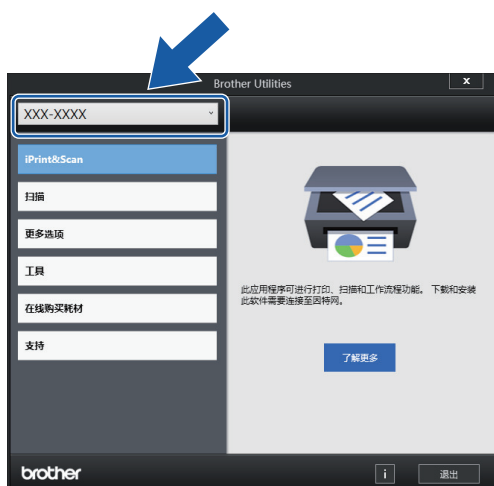 Brother Utilities
x
XXX-XXXX
iPrint&Scan
扫描
更多选项
工具
在线购买耗材
支持
此应用程序可进行打印、扫描和工作流程功能。 下载和安装
此软件需要连接至因特网。
了解更多
brother
i
退出